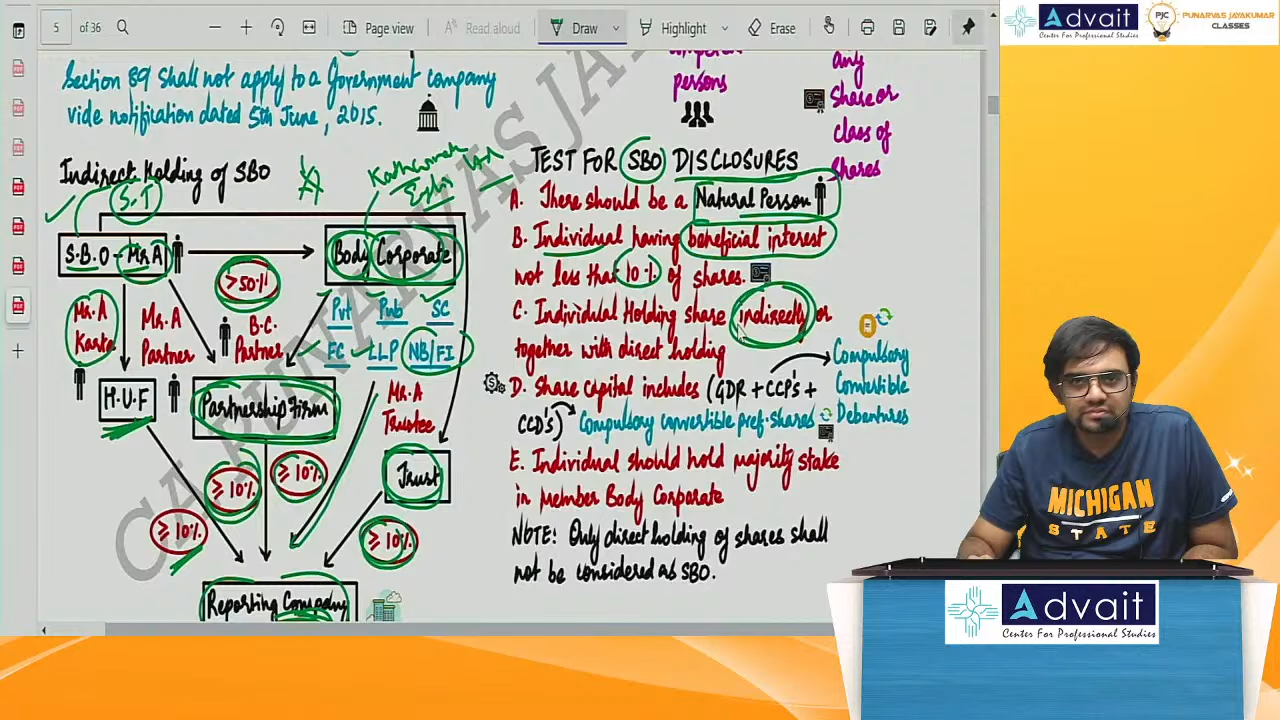 5 of 36
Page view
Read aloud
Draw
Highlight
Erase
Advait
Center For Professional Studies
PJC
PUNARVAS JAYAKUMAR
CLASSES
Section 89 shall not apply to a Government company
vide notification dated 5th June, 2015.
persons
any
share or
class of
shares
Indirect Holding of SBO
S.T
S.B.O - Mr.A
Body Corporate
>50%
Put Pub SC
FC LLP NB/FI
Mr. A
Karta
Mr. A
Partner
B.C.
Partner
H.U.F
Partnership Firm
Mr. A
Trustee
Trust
≥10%
≥10%
≥10%
≥10%
Reporting Company
TEST FOR SBO DISCLOSURES
A. There should be a Natural Person
B. Individual having beneficial interest
not less than 10% of shares.
C. Individual Holding share indirectly or
together with direct holding
D. Share capital includes (GDR + CCP's +
CCD's) Compulsory convertible pref. shares
Compulsory
Convertible
Debentures
E. Individual should hold majority stake
in Member Body Corporate
NOTE: Only direct holding of shares shall
not be considered as SBO.
CA PUNARVAS JA
MICHIGAN
STATE
Advait
Center For Professional Studies